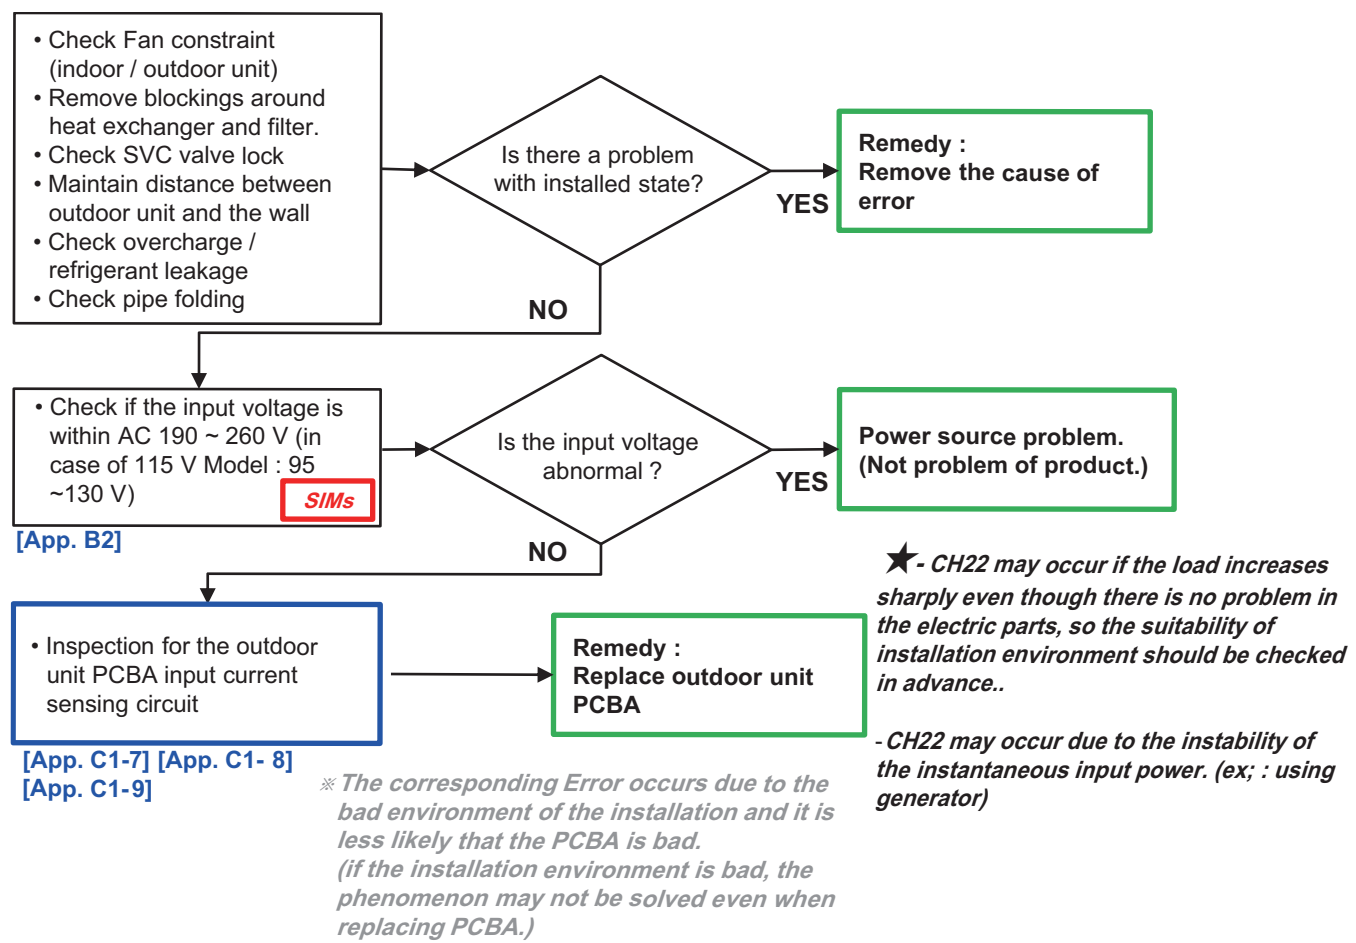 • Check Fan constraint
(indoor / outdoor unit)
• Remove blockings around
heat exchanger and filter.
• Check SVC valve lock
• Maintain distance between
outdoor unit and the wall
• Check overcharge /
refrigerant leakage
• Check pipe folding
Is there a problem
with installed state?
YES
Remedy :
Remove the cause of
error
NO
• Check if the input voltage is
within AC 190 ~ 260 V (in
case of 115 V Model : 95
~130 V)
SIMs
[App. B2]
Is the input voltage
abnormal ?
YES
Power source problem.
(Not problem of product.)
NO
• Inspection for the outdoor
unit PCBA input current
sensing circuit
[App. C1-7] [App. C1- 8]
[App. C1-9]
Remedy :
Replace outdoor unit
PCBA
★- CH22 may occur if the load increases
sharply even though there is no problem in
the electric parts, so the suitability of
installation environment should be checked
in advance..
- CH22 may occur due to the instability of
the instantaneous input power. (ex; : using
generator)
※ The corresponding Error occurs due to the
bad environment of the installation and it is
less likely that the PCBA is bad.
(if the installation environment is bad, the
phenomenon may not be solved even when
replacing PCBA.)